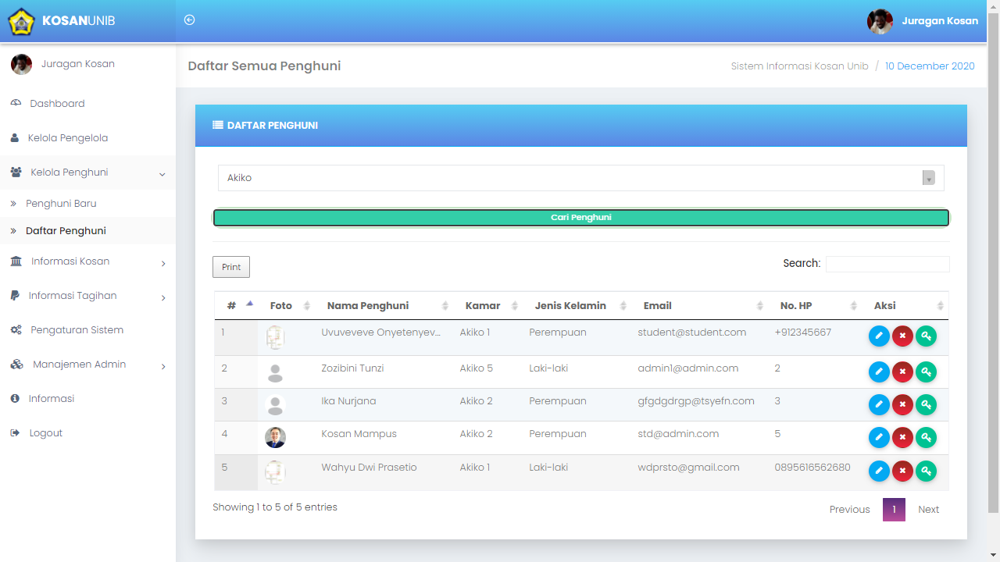 KOSANUNIB
Juragan Kosan
Juragan Kosan
Dashboard
Kelola Pengelola
Kelola Penghuni
Penghuni Baru
Daftar Penghuni
Informasi Kosan
Informasi Tagihan
Pengaturan Sistem
Manajemen Admin
Informasi
Logout
Daftar Semua Penghuni
Sistem Informasi Kosan Unib / 10 December 2020
DAFTAR PENGHUNI
Akiko
Cari Penghuni
Print
Search:
# Foto Nama Penghuni Kamar Jenis Kelamin Email No. HP Aksi
1 Uvuveveve Onyetenyev... Akiko 1 Perempuan student@student.com +912345667
2 Zozibini Tunzi Akiko 5 Laki-laki admin1@admin.com 2
3 Ika Nurjana Akiko 2 Perempuan gfgdgdrgp@tsyefn.com 3
4 Kosan Mampus Akiko 2 Perempuan std@admin.com 5
5 Wahyu Dwi Prasetio Akiko 1 Laki-laki wdprsto@gmail.com 0895616562680
Showing 1 to 5 of 5 entries
Previous 1 Next